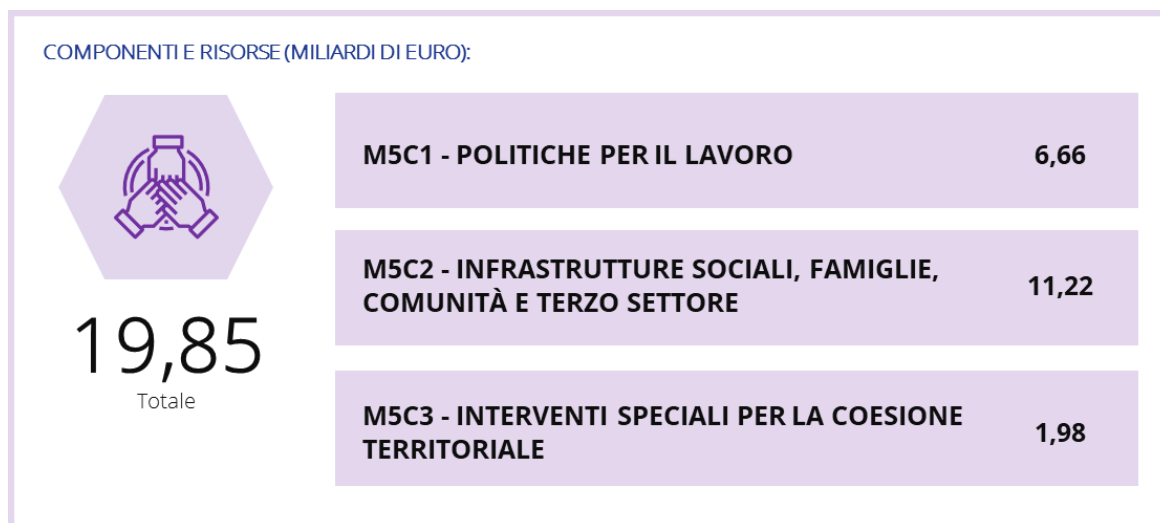 COMPONENTI E RISORSE (MILIARDI DI EURO):
19,85
Totale
M5C1 - POLITICHE PER IL LAVORO 6,66
M5C2 - INFRASTRUTTURE SOCIALI, FAMIGLIE,
COMUNITÀ E TERZO SETTORE
11,22
M5C3 - INTERVENTI SPECIALI PER LA COESIONE
TERRITORIALE
1,98